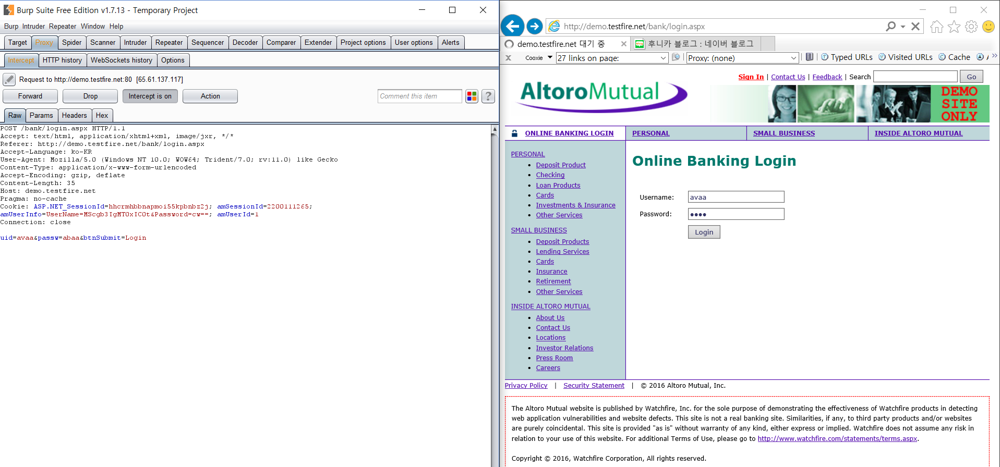 Burp Suite Free Edition v1.7.13 - Temporary Project
Burp Intruder Repeater Window Help
Target Proxy Spider Scanner Intruder Repeater Sequencer Decoder Comparer Extender Project options User options Alerts
Intercept HTTP history WebSockets history Options
Request to http://demo.testfire.net:80 [65.61.137.117]
Forward Drop Intercept is on Action Comment this item ?
Raw Params Headers Hex
POST /bank/login.aspx HTTP/1.1
Accept: text/html, application/xhtml+xml, image/jxr, */*
Referer: http://demo.testfire.net/bank/login.aspx
Accept-Language: ko-KR
User-Agent: Mozilla/5.0 (Windows NT 10.0; WOW64; Trident/7.0; rv:11.0) like Gecko
Content-Type: application/x-www-form-urlencoded
Accept-Encoding: gzip, deflate
Content-Length: 35
Host: demo.testfire.net
Pragma: no-cache
Cookie: ASP.NET_SessionId=hhcrmhbbnapmoi55kpbnbz2j; amSessionId=2200111265;
amUserInfo=UserName=MScgb3IgMTOxICOt&Password=cw==; amUserId=1
Connection: close
uid=avaa&passw=abaa&btnSubmit=Login
http://demo.testfire.net/bank/login.aspx
demo.testfire.net 대기 중 후니카 블로그 : 네이버 블로그
x Cooxie 27 links on page: Proxy: (none) Typed URLs Visited URLs Cache
Sign In | Contact Us | Feedback | Search Go
AltoroMutual
DEMO
SITE
ONLY
ONLINE BANKING LOGIN PERSONAL SMALL BUSINESS INSIDE ALTORO MUTUAL
PERSONAL
• Deposit Product
• Checking
• Loan Products
• Cards
• Investments & Insurance
• Other Services
SMALL BUSINESS
• Deposit Products
• Lending Services
• Cards
• Insurance
• Retirement
• Other Services
INSIDE ALTORO MUTUAL
• About Us
• Contact Us
• Locations
• Investor Relations
• Press Room
• Careers
Online Banking Login
Username: avaa
Password: ••••
Login
Privacy Policy | Security Statement | © 2016 Altoro Mutual, Inc.
The Altoro Mutual website is published by Watchfire, Inc. for the sole purpose of demonstrating the effectiveness of Watchfire products in detecting
web application vulnerabilities and website defects. This site is not a real banking site. Similarities, if any, to third party products and/or websites
are purely coincidental. This site is provided "as is" without warranty of any kind, either express or implied. Watchfire does not assume any risk in
relation to your use of this website. For additional Terms of Use, please go to http://www.watchfire.com/statements/terms.aspx.
Copyright © 2016, Watchfire Corporation, All rights reserved.